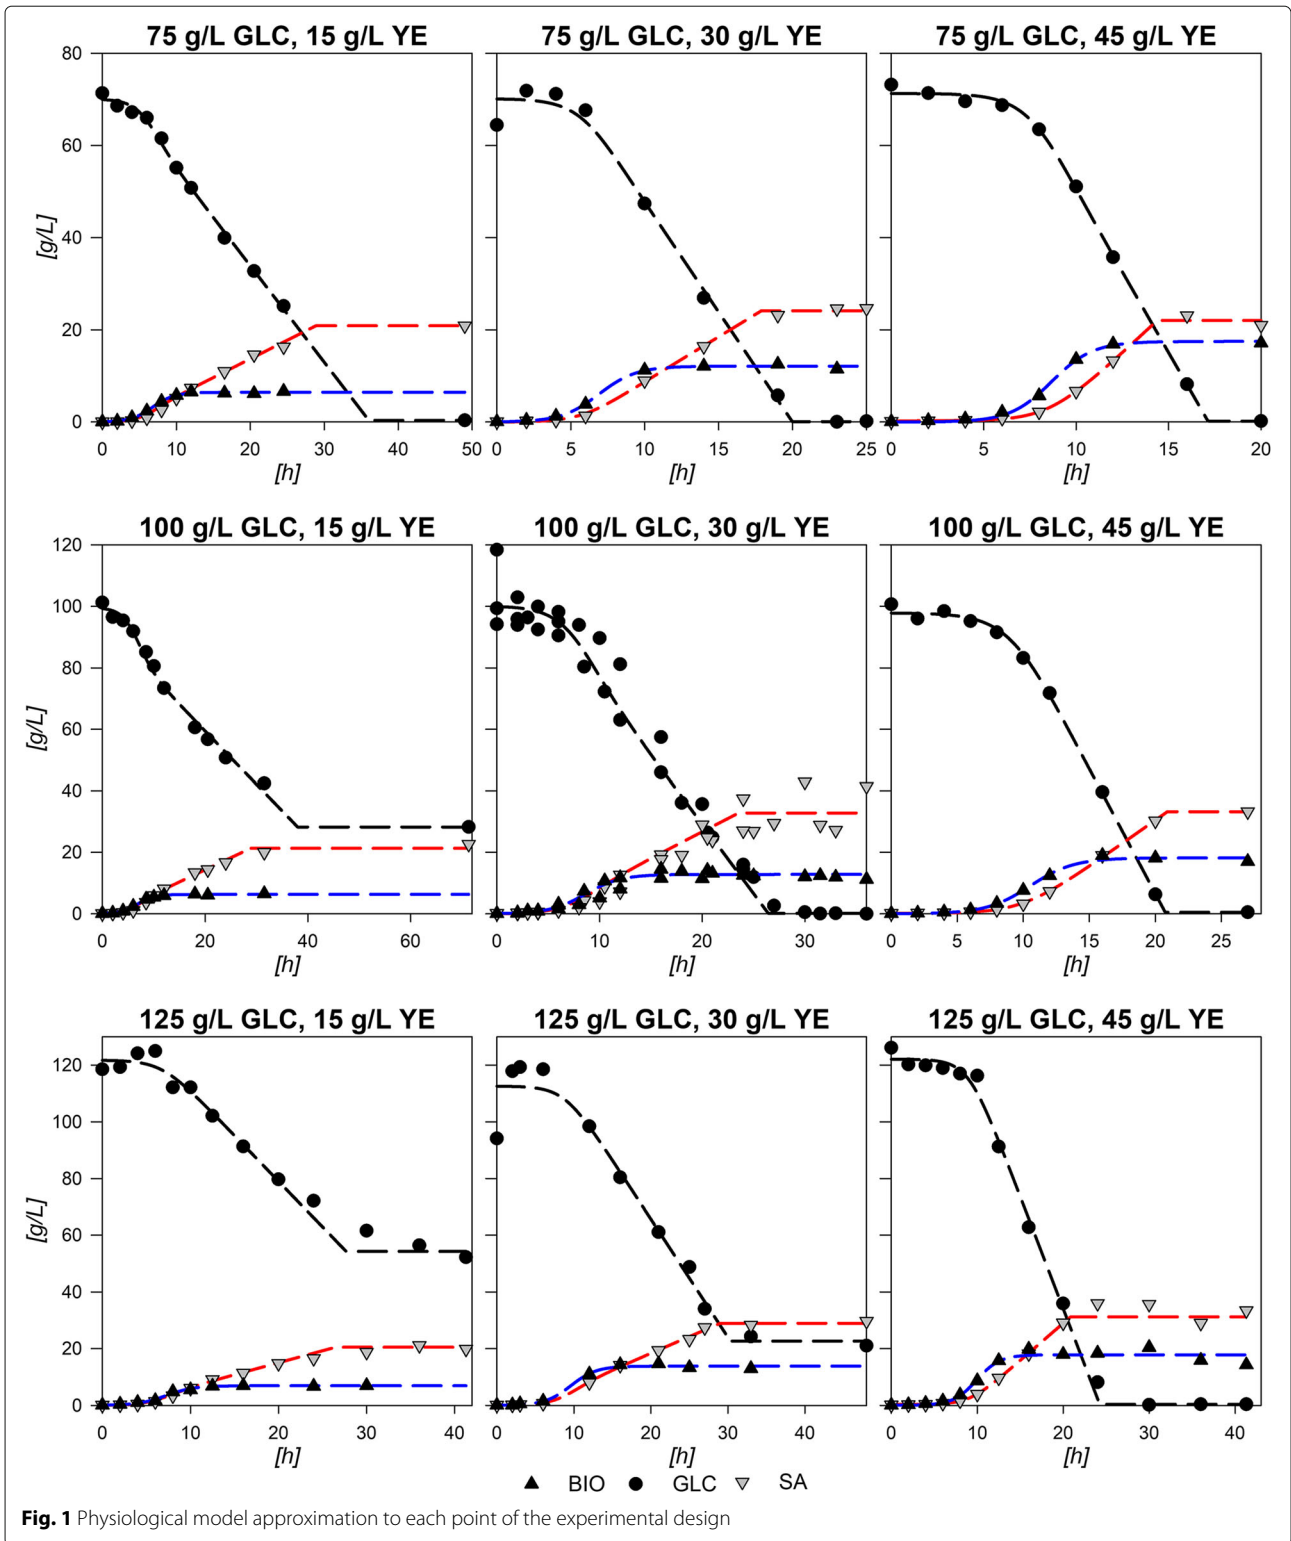 75 g/L GLC, 15 g/L YE
75 g/L GLC, 30 g/L YE
75 g/L GLC, 45 g/L YE
80
60
40
20
0
[g/L]
0 10 20 30 40 50
[h]
0 5 10 15 20 25
[h]
0 5 10 15 20
[h]
100 g/L GLC, 15 g/L YE
100 g/L GLC, 30 g/L YE
100 g/L GLC, 45 g/L YE
120
100
80
60
40
20
0
[g/L]
0 20 40 60
[h]
0 10 20 30
[h]
0 5 10 15 20 25
[h]
125 g/L GLC, 15 g/L YE
125 g/L GLC, 30 g/L YE
125 g/L GLC, 45 g/L YE
120
100
80
60
40
20
0
[g/L]
0 10 20 30 40
[h]
0 10 20 30 40
[h]
0 10 20 30 40
[h]
BIO GLC SA
Fig. 1 Physiological model approximation to each point of the experimental design